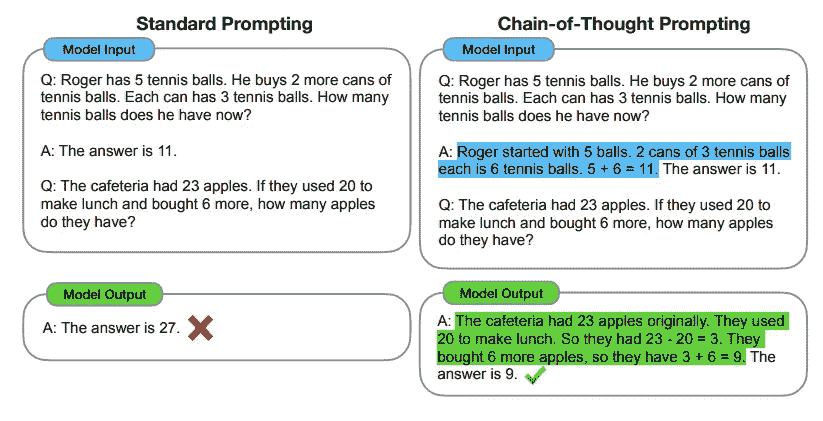 Standard Prompting
Model Input
Q: Roger has 5 tennis balls. He buys 2 more cans of
tennis balls. Each can has 3 tennis balls. How many
tennis balls does he have now?
A: The answer is 11.
Q: The cafeteria had 23 apples. If they used 20 to
make lunch and bought 6 more, how many apples
do they have?
Model Output
A: The answer is 27.
Chain-of-Thought Prompting
Model Input
Q: Roger has 5 tennis balls. He buys 2 more cans of
tennis balls. Each can has 3 tennis balls. How many
tennis balls does he have now?
A: Roger started with 5 balls. 2 cans of 3 tennis balls
each is 6 tennis balls. 5 + 6 = 11. The answer is 11.
Q: The cafeteria had 23 apples. If they used 20 to
make lunch and bought 6 more, how many apples
do they have?
Model Output
A: The cafeteria had 23 apples originally. They used
20 to make lunch. So they had 23 - 20 = 3. They
bought 6 more apples, so they have 3 + 6 = 9. The
answer is 9.